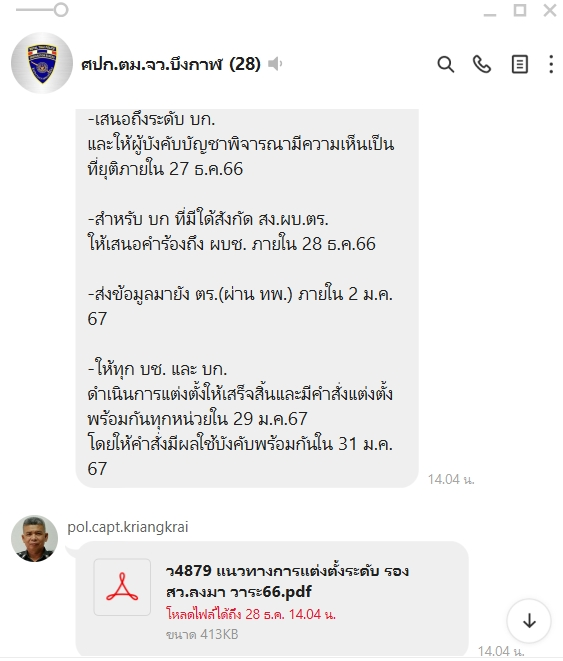 ศปก.ตม.จว.บึงกาฬ (28)
-เสนอถึงระดับ บก.
และให้ผู้บังคับบัญชาพิจารณามีความเห็นเป็น
ที่ยุติภายใน 27 ธ.ค.66
-สำหรับ บก ที่มิใด้สังกัด สง.ผบ.ตร.
ให้เสนอคำร้องถึง ผบช. ภายใน 28 ธ.ค.66
-ส่งข้อมูลมายัง ตร.(ผ่าน ทพ.) ภายใน 2 ม.ค.
67
-ให้ทุก บช. และ บก.
ดำเนินการแต่งตั้งให้เสร็จสิ้นและมีคำสั่งแต่งตั้ง
พร้อมกันทุกหน่วยใน 29 ม.ค.67
โดยให้คำสั่งมีผลใช้บังคับพร้อมกันใน 31 ม.ค.
67
14.04 น.
pol.capt.kriangkrai
ว4879 แนวทางการแต่งตั้งระดับ รอง
สว.ลงมา วาระ66.pdf
โหลดไฟล์ได้ถึง 28 ธ.ค. 14.04 น.
ขนาด 413KB
14.04 น.